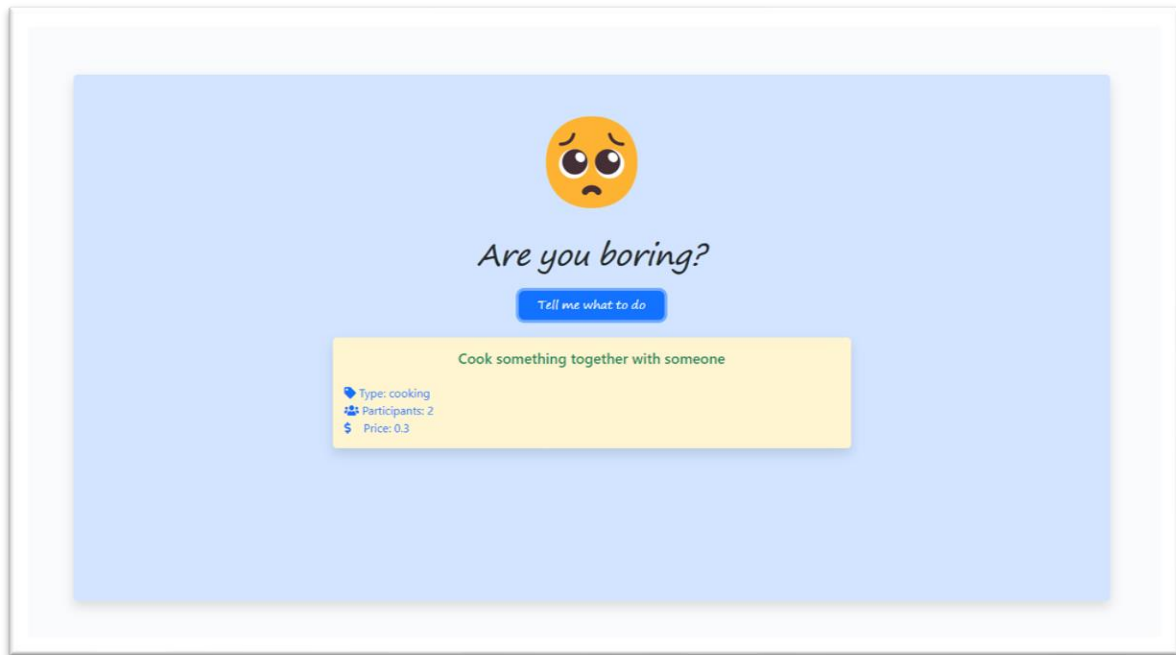 Are you boring?
Tell me what to do
Cook something together with someone
Type: cooking
Participants: 2
$ Price: 0.3